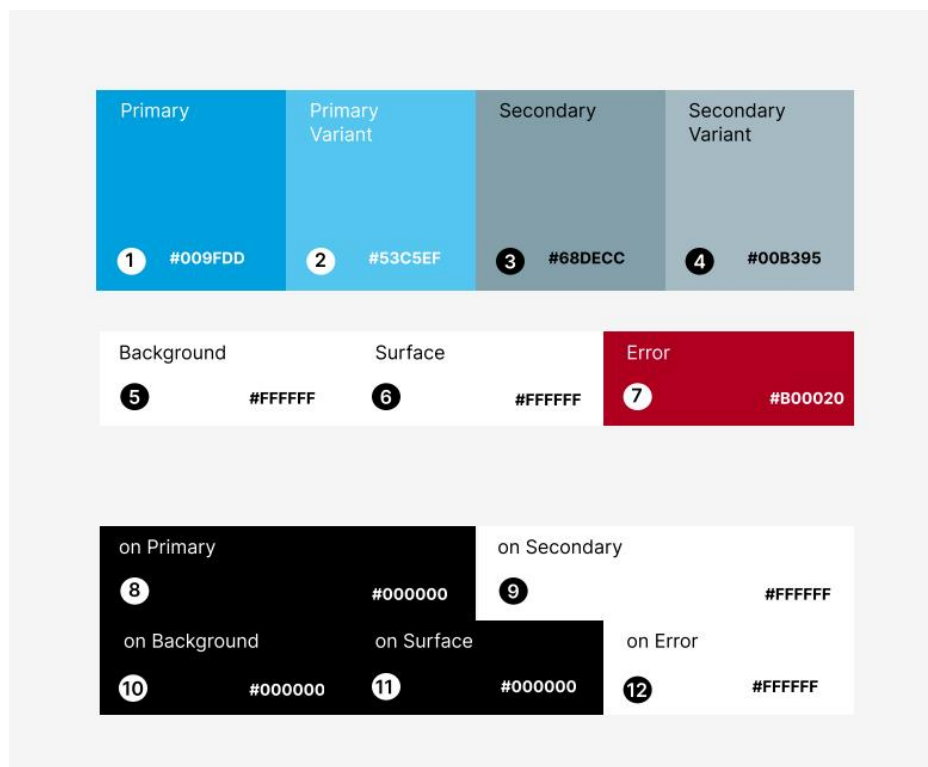 Primary
1 #009FDD
Primary
Variant
2 #53C5EF
Secondary
3 #68DECC
Secondary
Variant
4 #00B395
Background
5 #FFFFFF
Surface
6 #FFFFFF
Error
7 #B00020
on Primary
8 #000000
on Secondary
9 #FFFFFF
on Background
10 #000000
on Surface
11 #000000
on Error
12 #FFFFFF